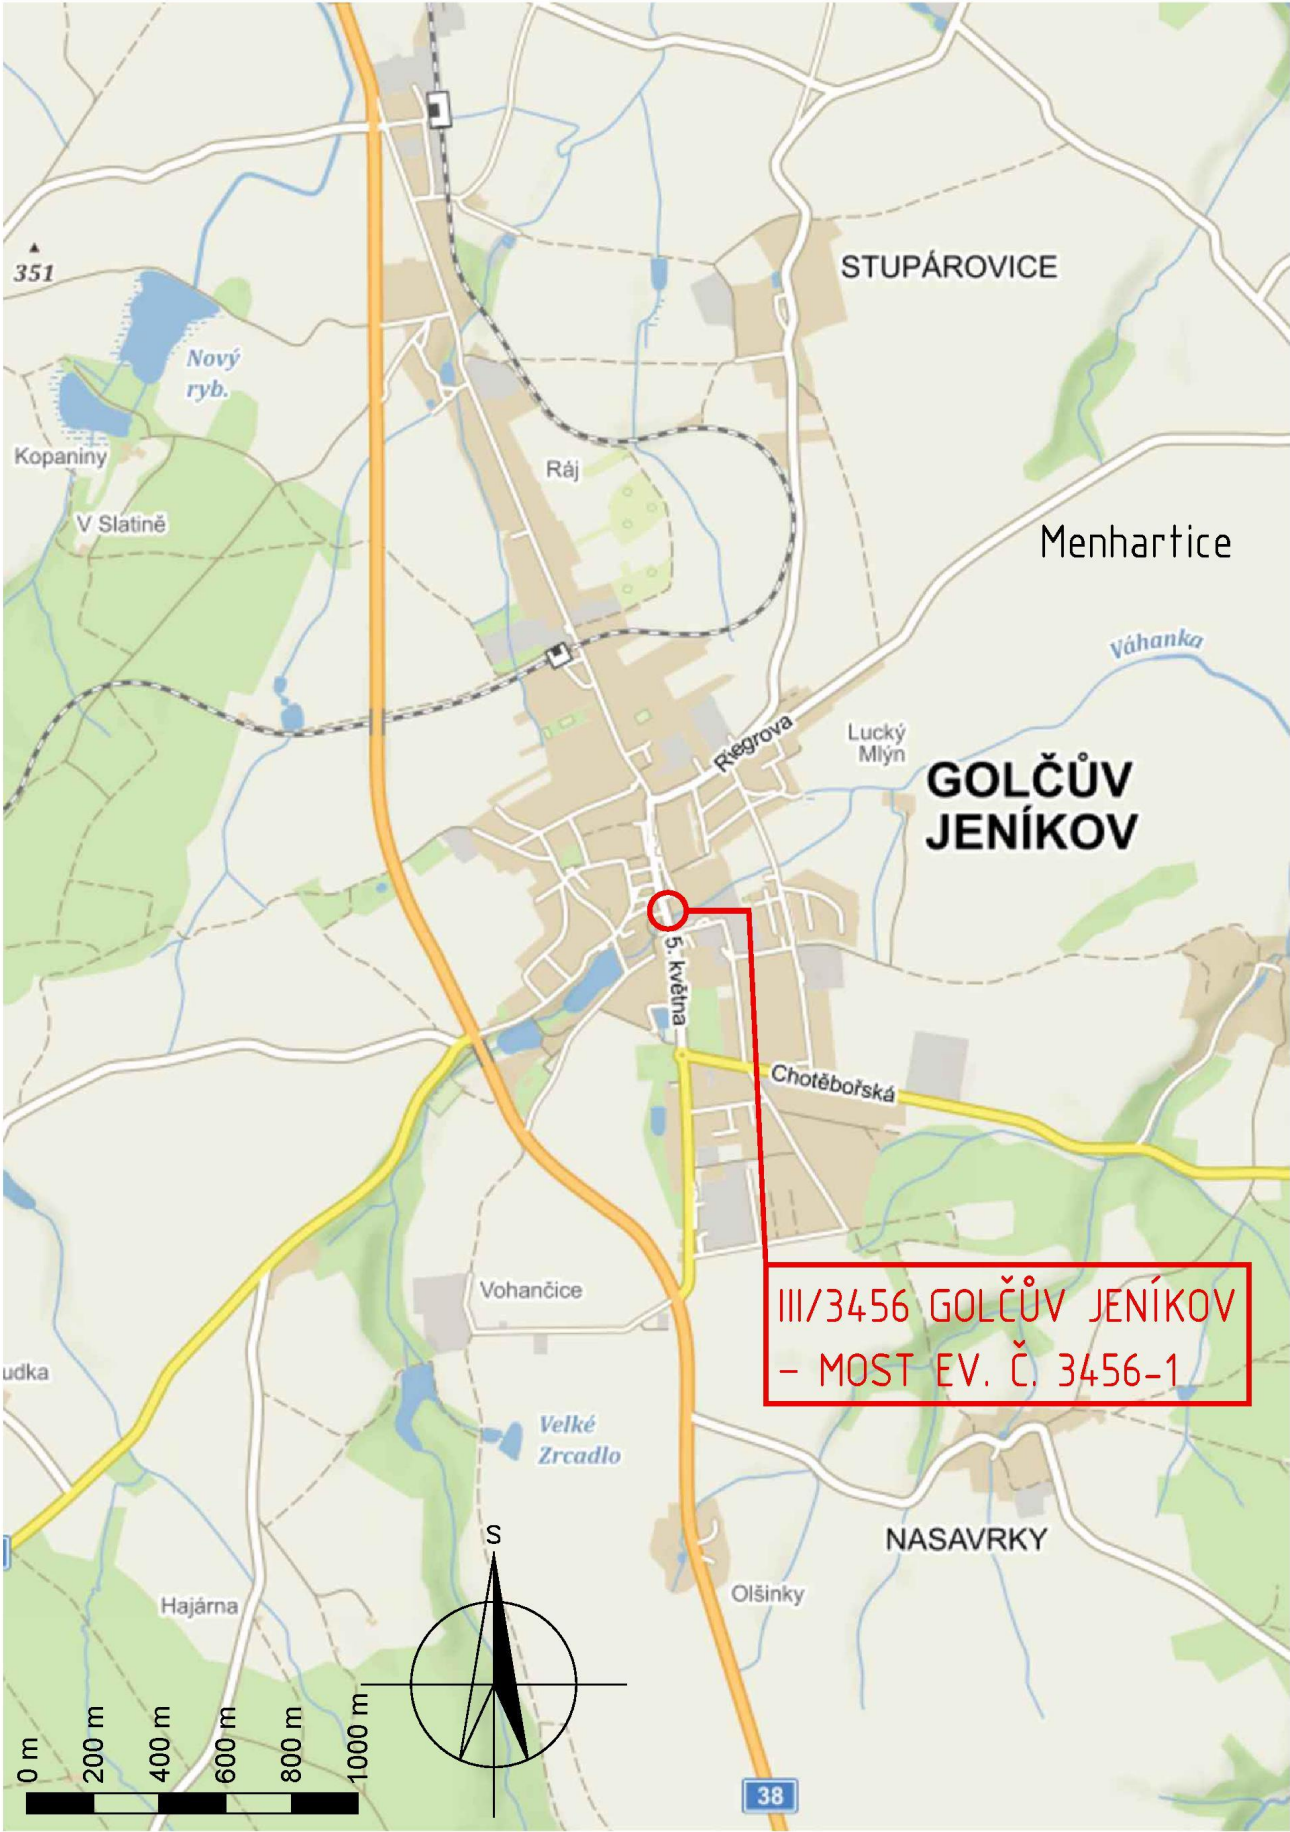 STUPÁROVICE
351
Nový
ryb.
Kopaniny
Ráj
V Slatině
Menhartice
Váhanka
Riegrova
Lucký
Mlýn
GOLČŮV
JENÍKOV
5. května
Chotěbořská
Vohančice
III/3456 GOLČŮV JENÍKOV
- MOST EV. Č. 3456-1
udka
Velké
Zrcadlo
S
NASAVRKY
Olšinky
Hajárna
0 m
200 m
400 m
600 m
800 m
1000 m
38